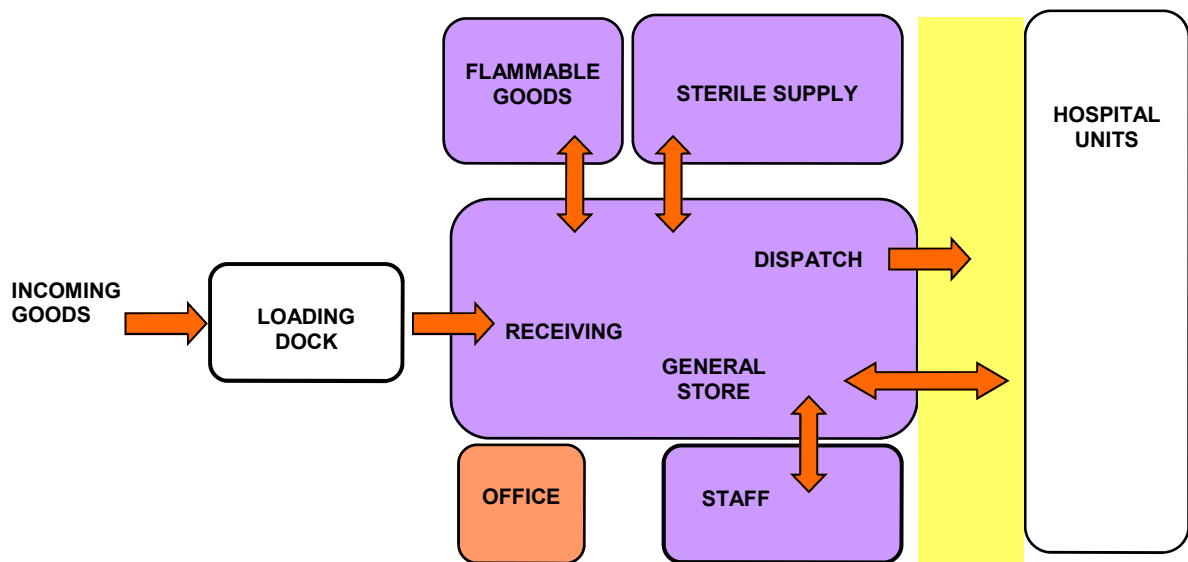 FLAMMABLE
GOODS
STERILE SUPPLY
HOSPITAL
UNITS
DISPATCH
INCOMING
GOODS
LOADING
DOCK
RECEIVING
GENERAL
STORE
OFFICE
STAFF